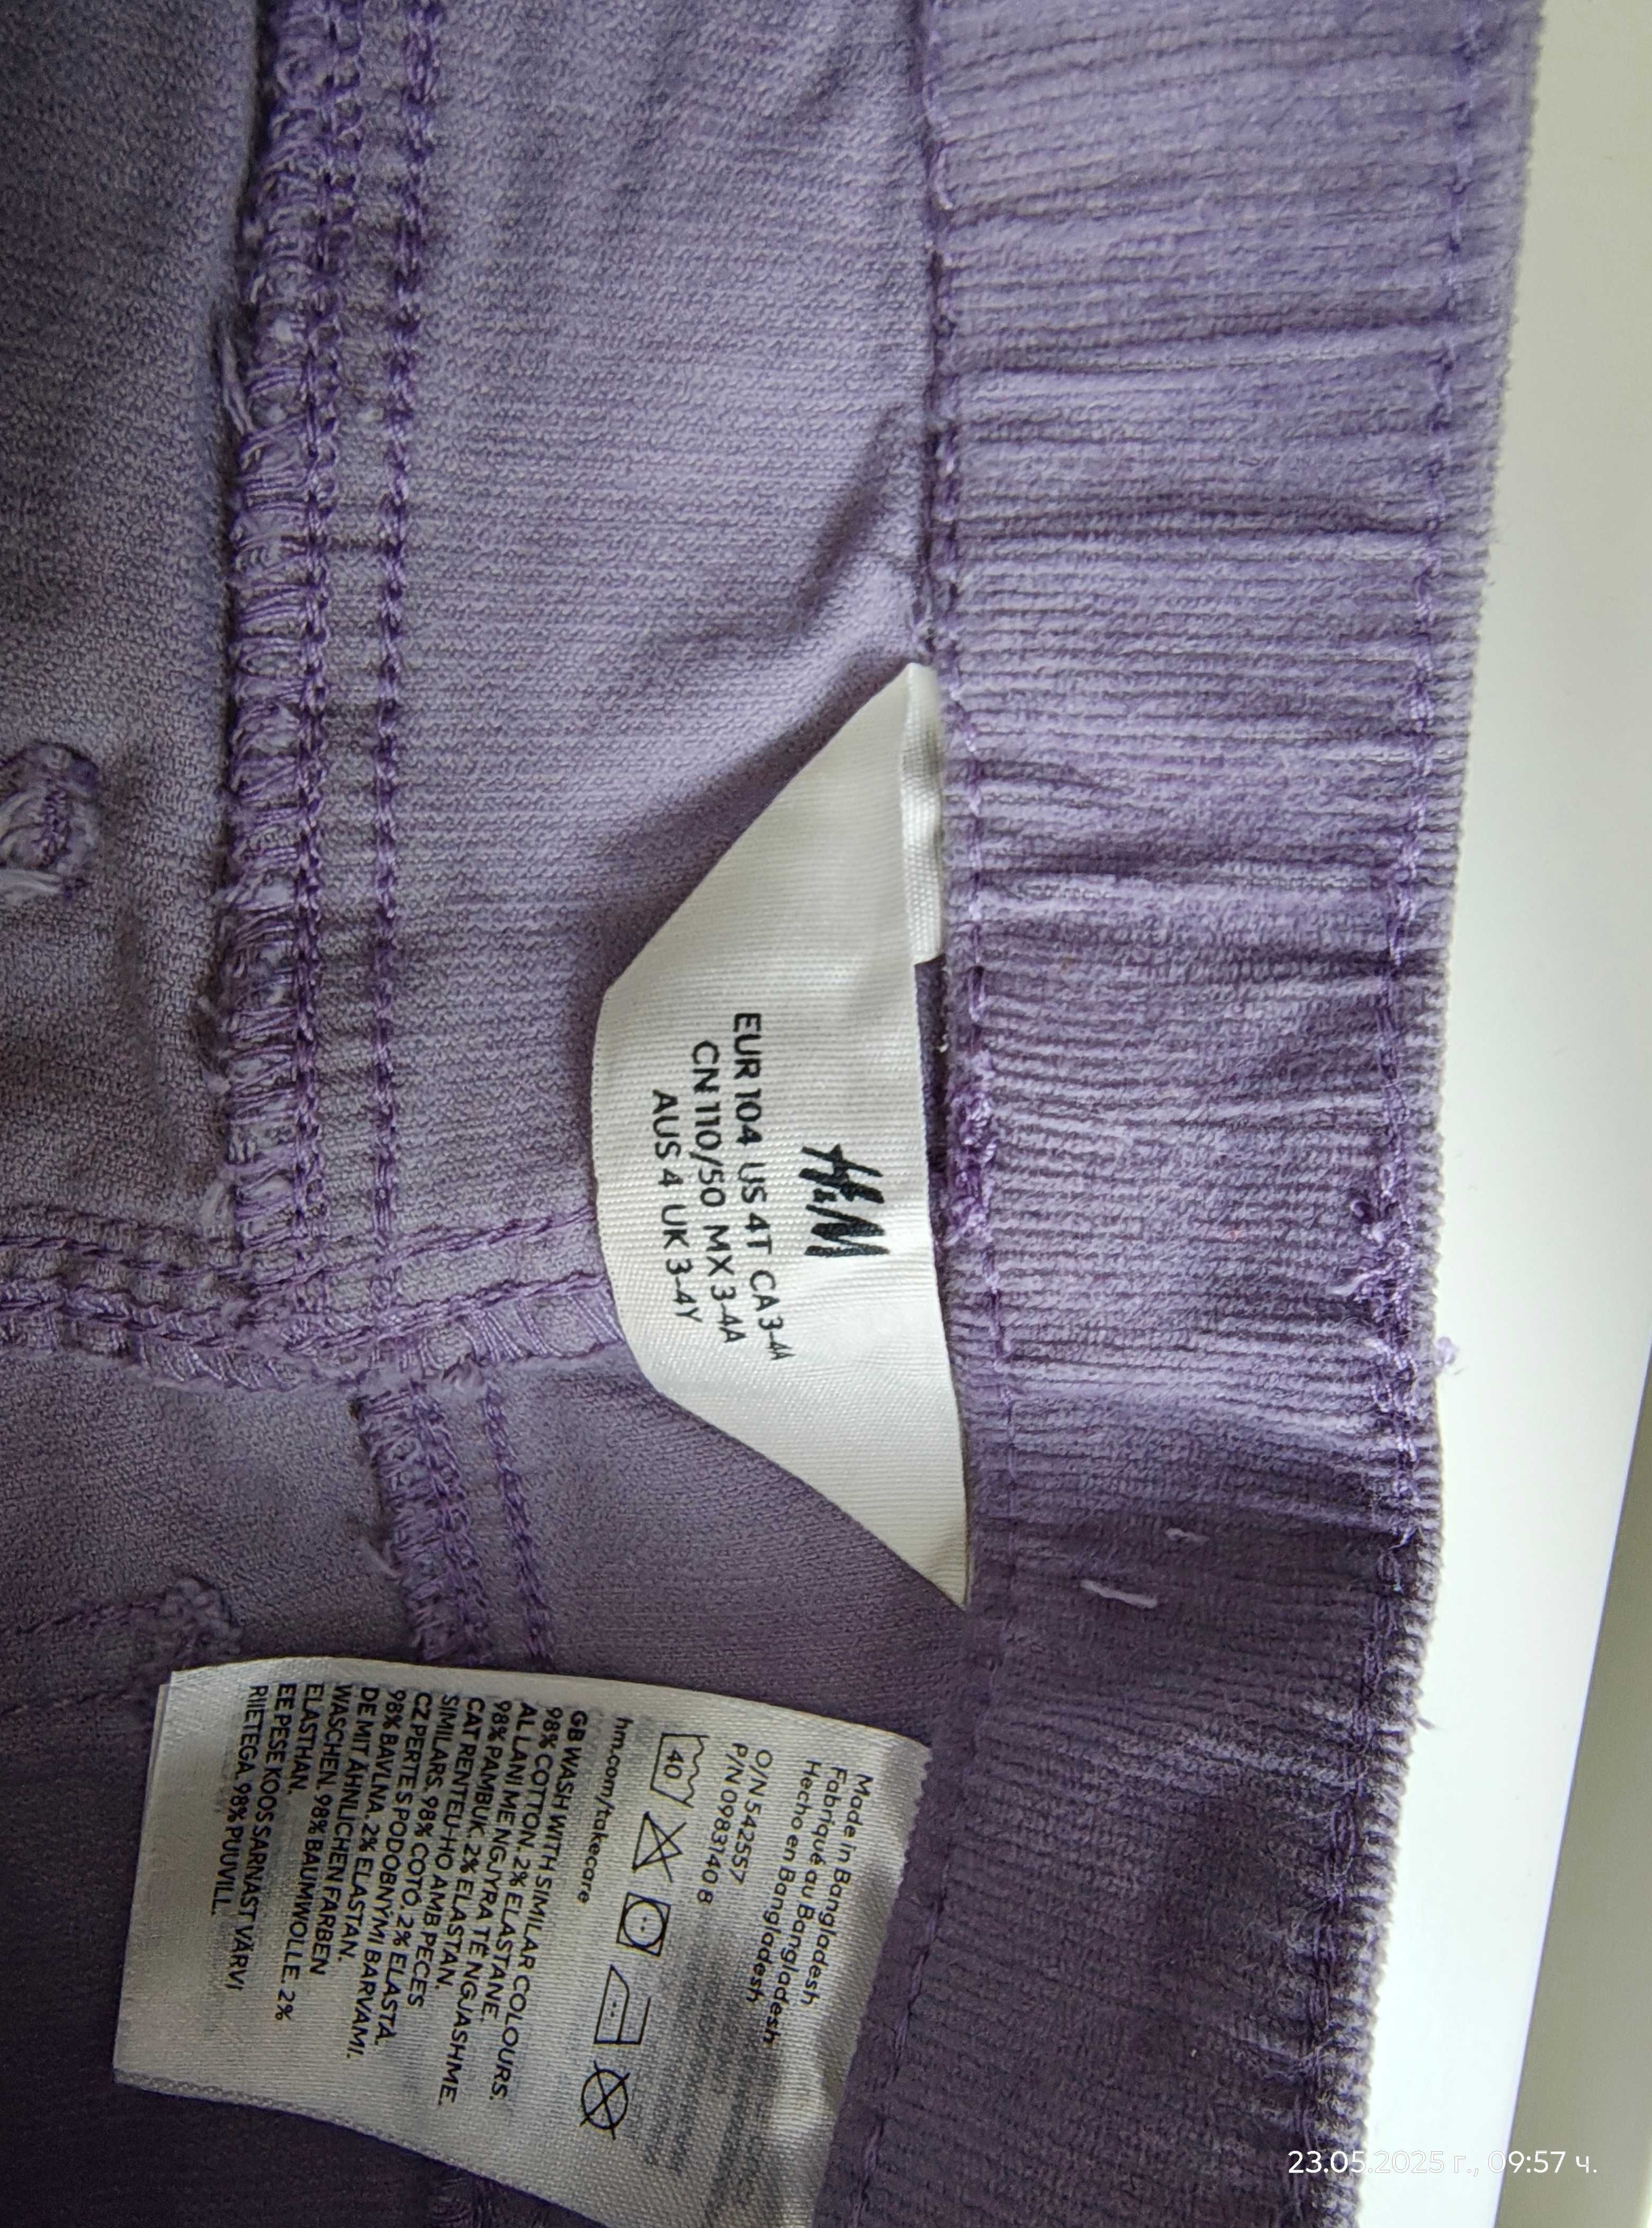 H&M
EUR 104 US 4T CA 3-4A
CN 110/50 MX 3-4A
AUS 4 UK 3-4Y
Made in Bangladesh
Fabriqué au Bangladesh
Hecho en Bangladesh
O/N 542557
P/N 0983140 8
40
hm.com/takecare
GB WASH WITH SIMILAR COLOURS.
98% COTTON. 2% ELASTANE.
AL LANI ME NGJYRA TË NGJASHME.
98% PAMBUK. 2% ELASTAN.
CAT RENTEU-HO AMB PECES
SIMILARS. 98% COTÓ. 2% ELASTÀ.
CZ PERTE S PODOBNÝMI BARVAMI.
98% BAVLNA. 2% ELASTAN.
DE MIT ÄHNLICHEN FARBEN
WASCHEN. 98% BAUMWOLLE. 2%
ELASTHAN.
EE PESE KOOS SARNAST VÄRVI
RIIETEGA. 98% PUUVILL.
23.05.2025 г., 09:57 ч.